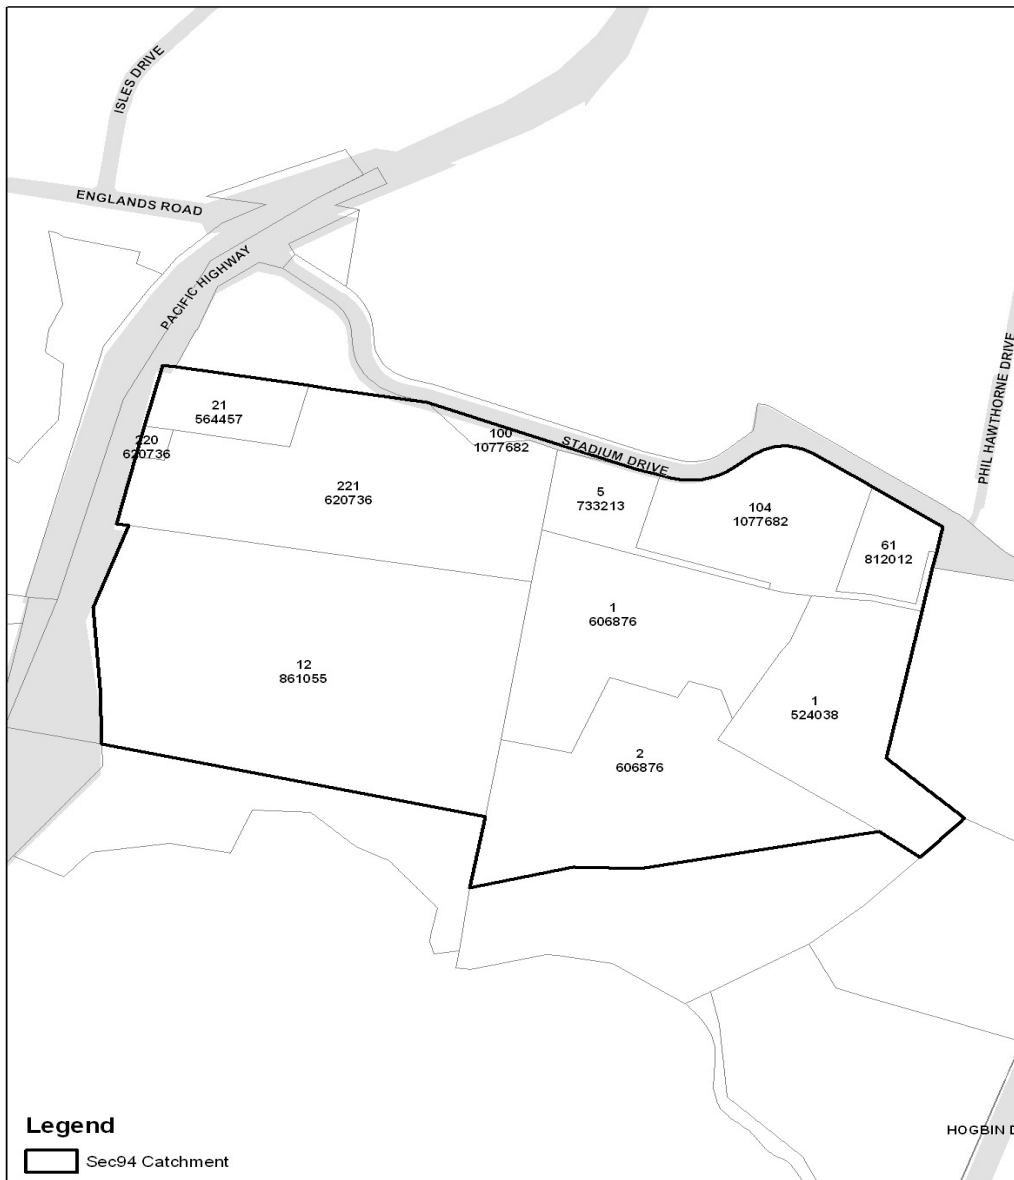 ISLES DRIVE
ENGLANDS ROAD
PACIFIC HIGHWAY
PHIL HAWTHORNE DRIVE
21
564457
220
620736
100
1077682
STADIUM DRIVE
221
620736
5
733213
104
1077682
61
812012
1
606876
12
861055
1
524038
2
606876
Legend
Sec94 Catchment
HOGBIN D